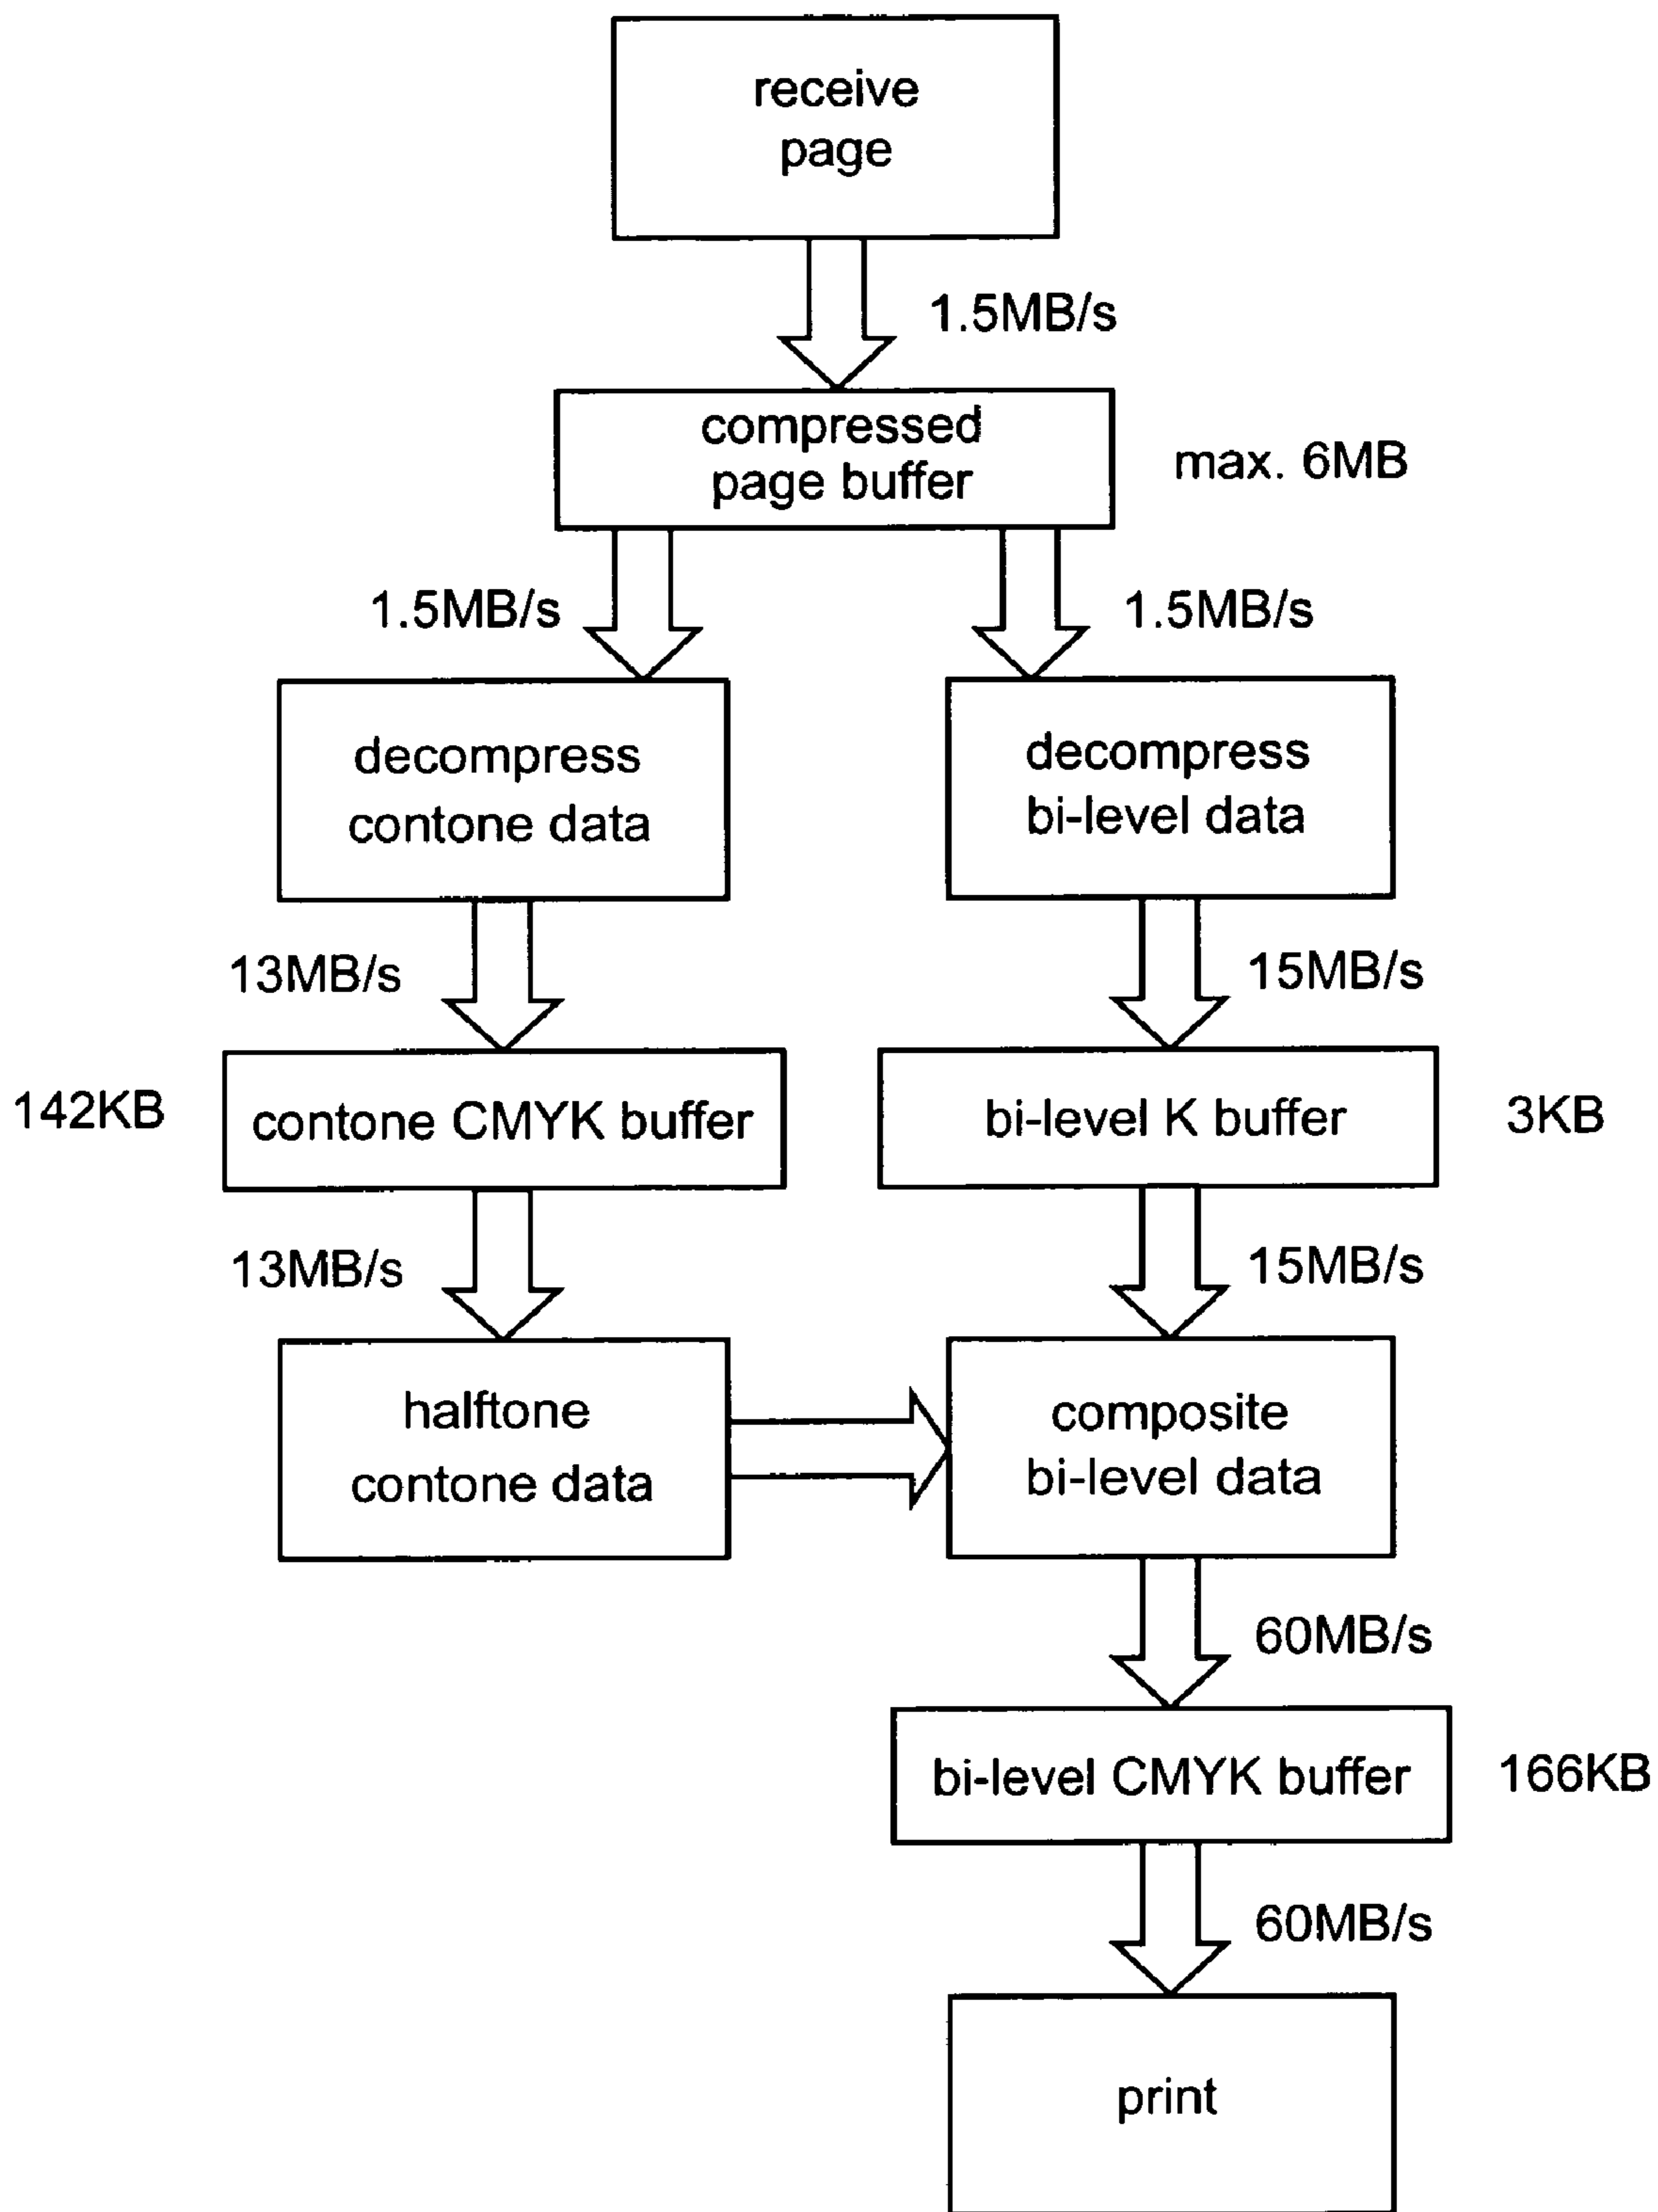 receive
page
1.5MB/s
compressed
page buffer
max. 6MB
1.5MB/s
1.5MB/s
decompress
contone data
decompress
bi-level data
13MB/s
15MB/s
142KB
contone CMYK buffer
bi-level K buffer
3KB
13MB/s
15MB/s
halftone
contone data
composite
bi-level data
60MB/s
bi-level CMYK buffer
166KB
60MB/s
print